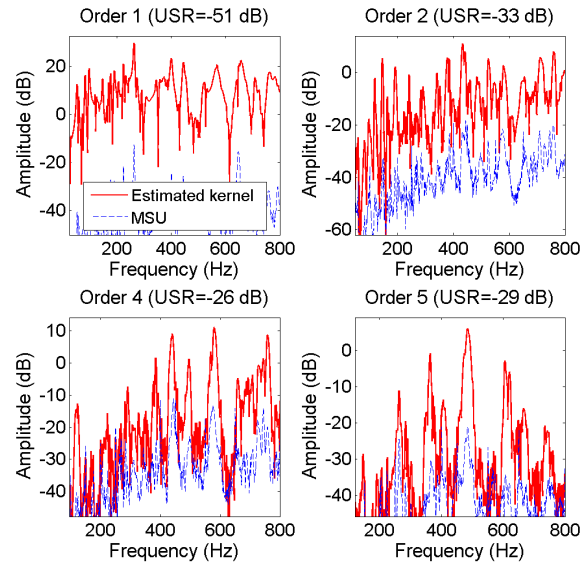 Order 1 (USR=-51 dB)
Order 2 (USR=-33 dB)
Amplitude (dB)
20
0
-20
-40
Estimated kernel
MSU
200 400 600 800
Frequency (Hz)
Amplitude (dB)
0
-20
-40
-60
200 400 600 800
Frequency (Hz)
Order 4 (USR=-26 dB)
Order 5 (USR=-29 dB)
Amplitude (dB)
10
0
-10
-20
-30
-40
200 400 600 800
Frequency (Hz)
Amplitude (dB)
0
-10
-20
-30
-40
200 400 600 800
Frequency (Hz)